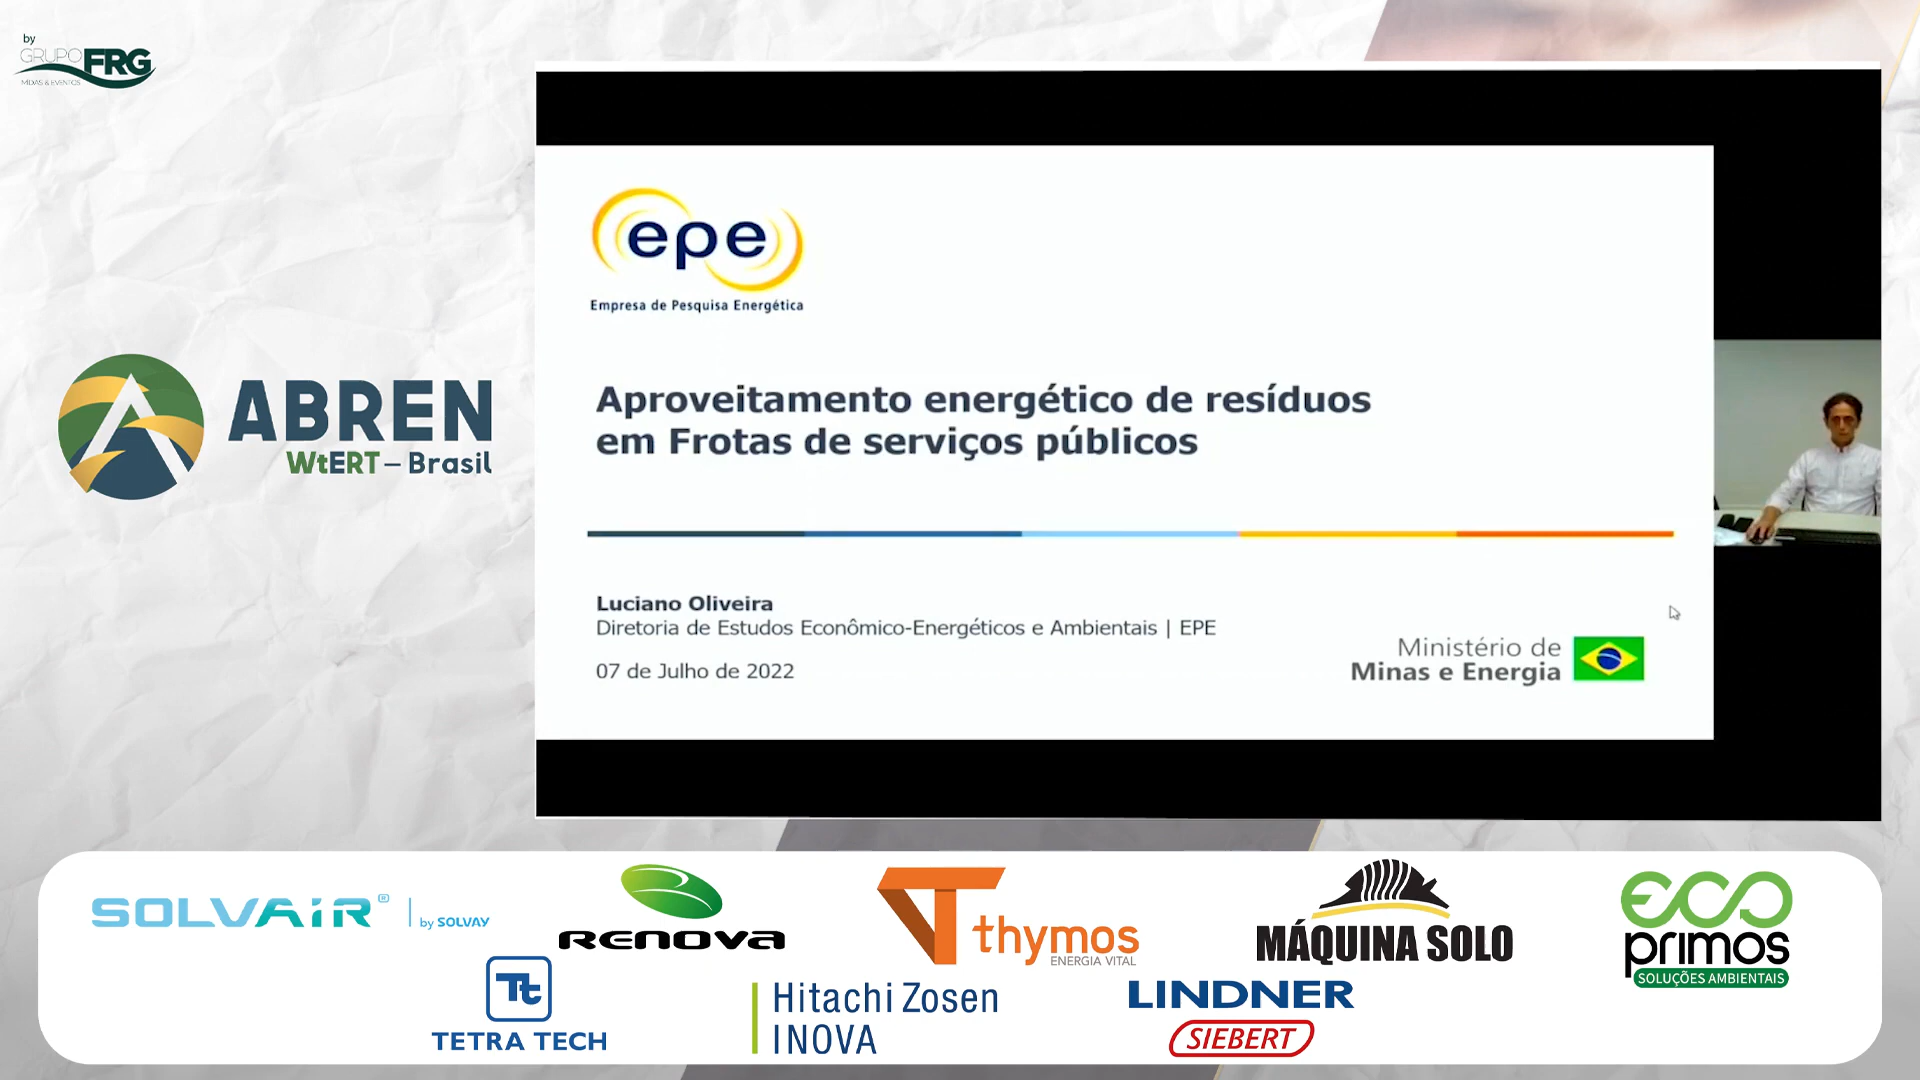 by
GRUPO FRG
MÍDIAS & EVENTOS
ABREN
WtERT – Brasil
epe
Empresa de Pesquisa Energética
Aproveitamento energético de resíduos
em Frotas de serviços públicos
Luciano Oliveira
Diretoria de Estudos Econômico-Energéticos e Ambientais | EPE
07 de Julho de 2022
Ministério de
Minas e Energia
SOLVAIR® | by SOLVAY
RENOVA
thymos
ENERGIA VITAL
MÁQUINA SOLO
ECO
primos
SOLUÇÕES AMBIENTAIS
Tt
TETRA TECH
Hitachi Zosen
INOVA
LINDNER
SIEBERT